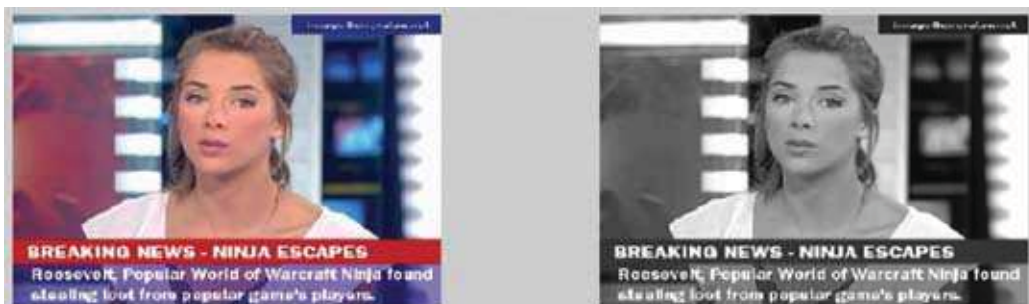 BREAKING NEWS - NINJA ESCAPES
Roosevelt, Popular World of Warcraft Ninja found
stealing loot from popular game's players.
BREAKING NEWS - NINJA ESCAPES
Roosevelt, Popular World of Warcraft Ninja found
stealing loot from popular game's players.